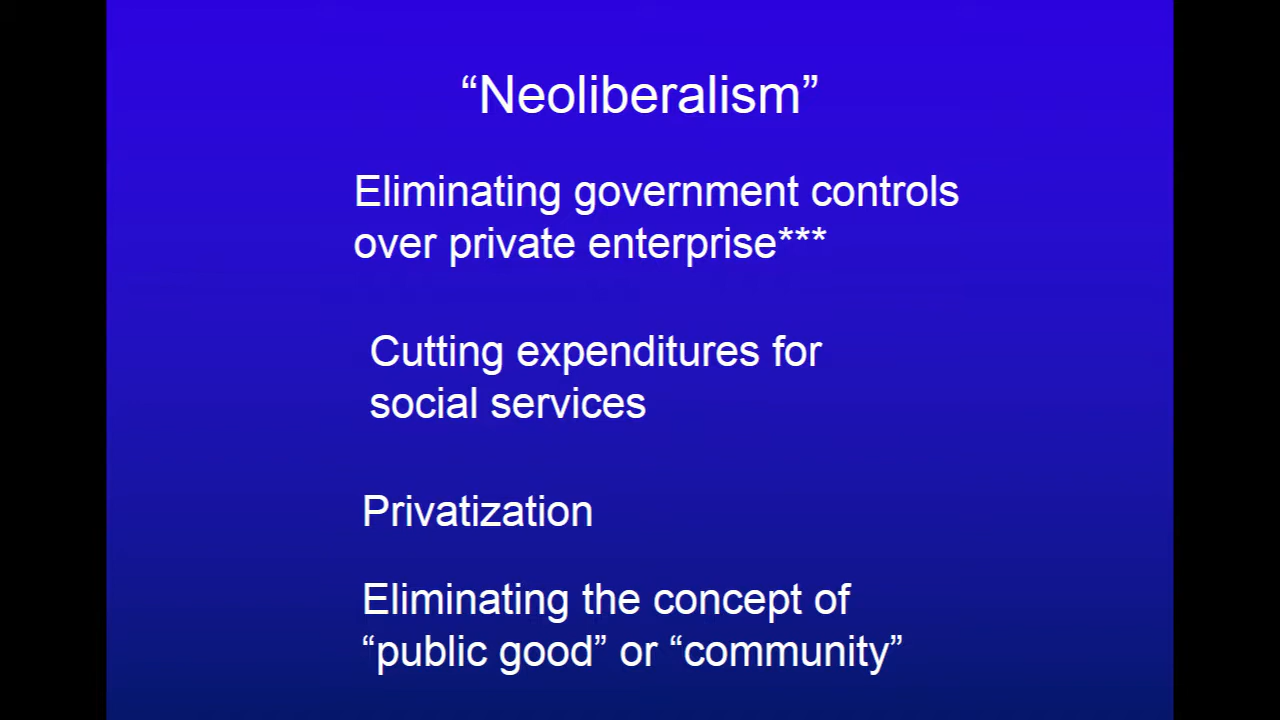 “Neoliberalism”
Eliminating government controls
over private enterprise***
Cutting expenditures for
social services
Privatization
Eliminating the concept of
“public good” or “community”